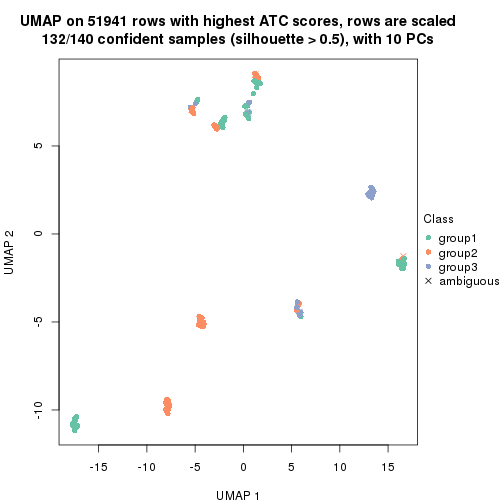 UMAP on 51941 rows with highest ATC scores, rows are scaled
132/140 confident samples (silhouette > 0.5), with 10 PCs
5
0
-5
-10
UMAP 2
-15
-10
-5
0
5
10
15
UMAP 1
Class
group1
group2
group3
ambiguous